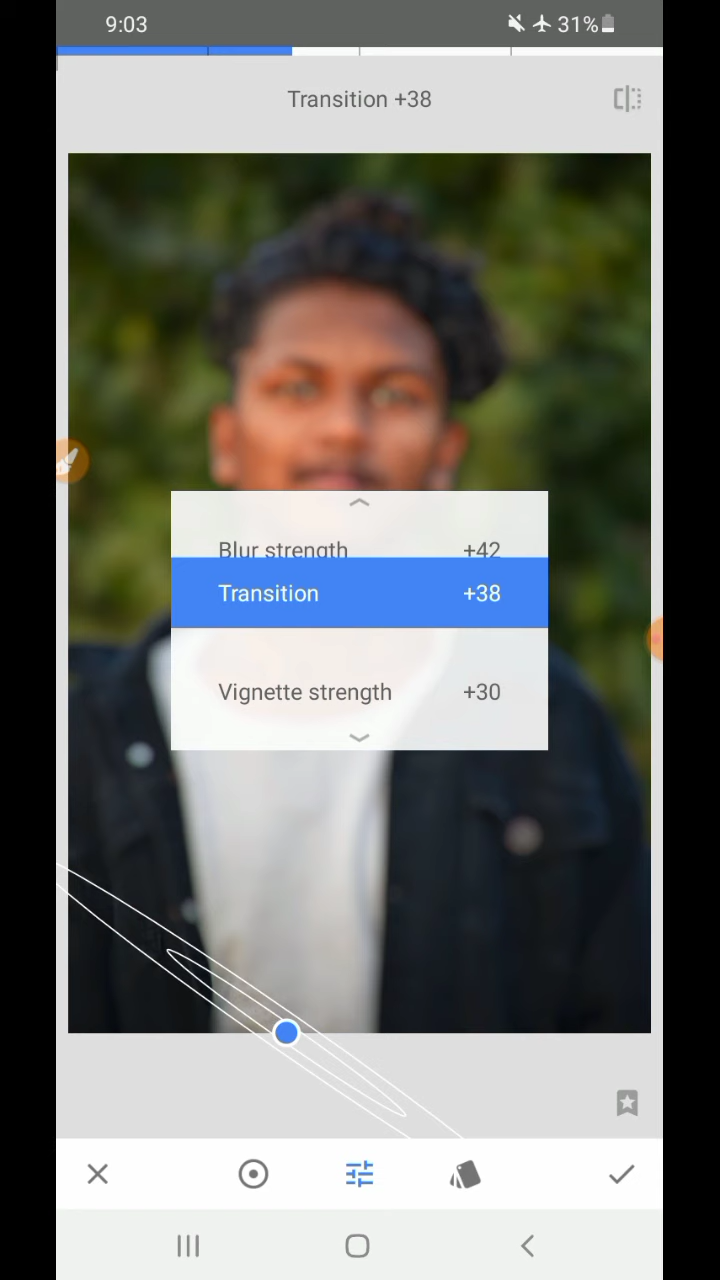 9:03
31%
Transition +38
Blur strength +42
Transition +38
Vignette strength +30